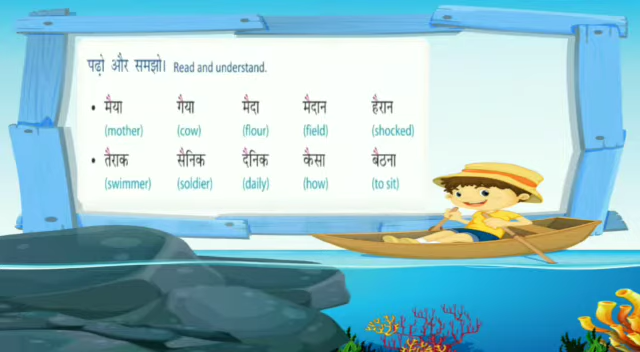 पढ़ो और समझो। Read and understand.
• मैया गैया मैदा मैदान हैरान
(mother) (cow) (flour) (field) (shocked)
• तैराक सैनिक दैनिक कैसा बैठना
(swimmer) (soldier) (daily) (how) (to sit)